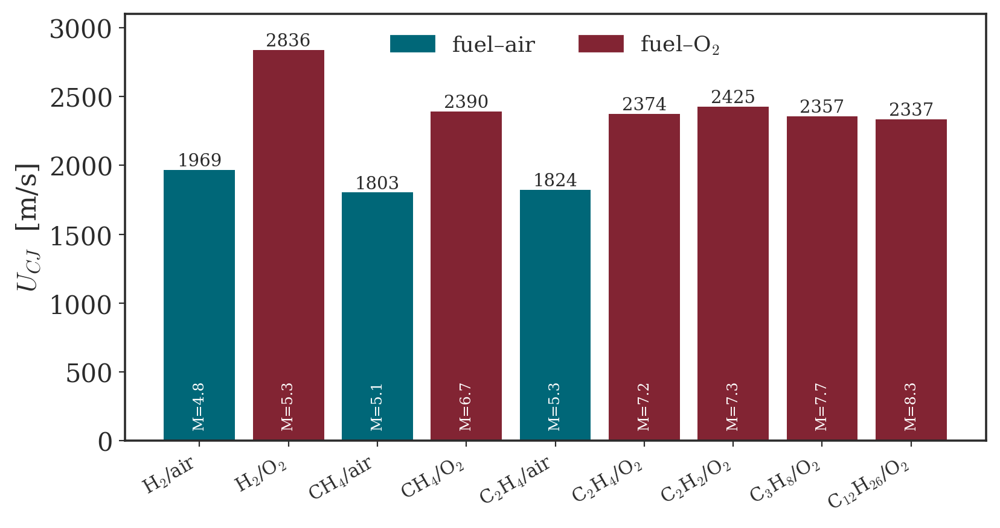 fuel–air
fuel–O₂
U_CJ [m/s]
3000
2500
2000
1500
1000
500
0
1969
2836
1803
2390
1824
2374
2425
2357
2337
M=4.8
M=5.3
M=5.1
M=6.7
M=5.3
M=7.2
M=7.3
M=7.7
M=8.3
H₂/air
H₂/O₂
CH₄/air
CH₄/O₂
C₂H₄/air
C₂H₄/O₂
C₂H₂/O₂
C₃H₈/O₂
C₁₂H₂₆/O₂